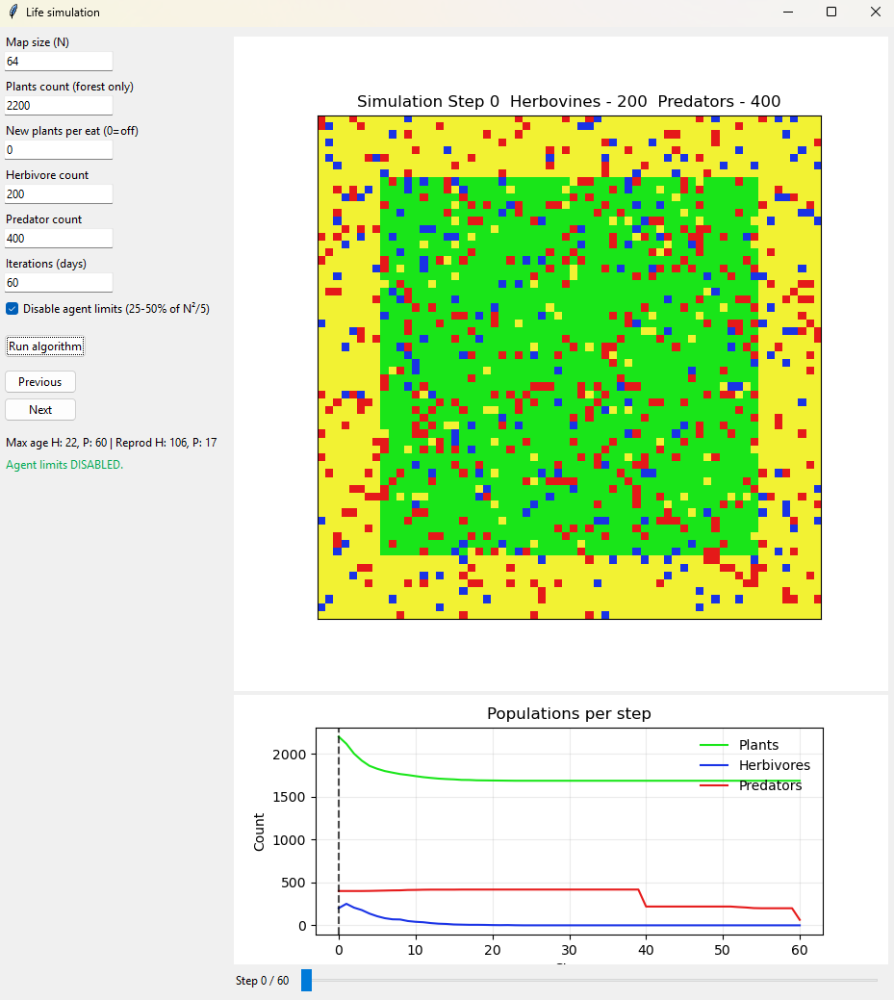 Life simulation
Map size (N)
64
Plants count (forest only)
2200
New plants per eat (0=off)
0
Herbivore count
200
Predator count
400
Iterations (days)
60
Disable agent limits (25-50% of N²/5)
Run algorithm
Previous
Next
Max age H: 22, P: 60 | Reprod H: 106, P: 17
Agent limits DISABLED.
Simulation Step 0  Herbovines - 200  Predators - 400
Populations per step
Plants
Herbivores
Predators
Count
2000
1500
1000
500
0
0 10 20 30 40 50 60
Step 0 / 60